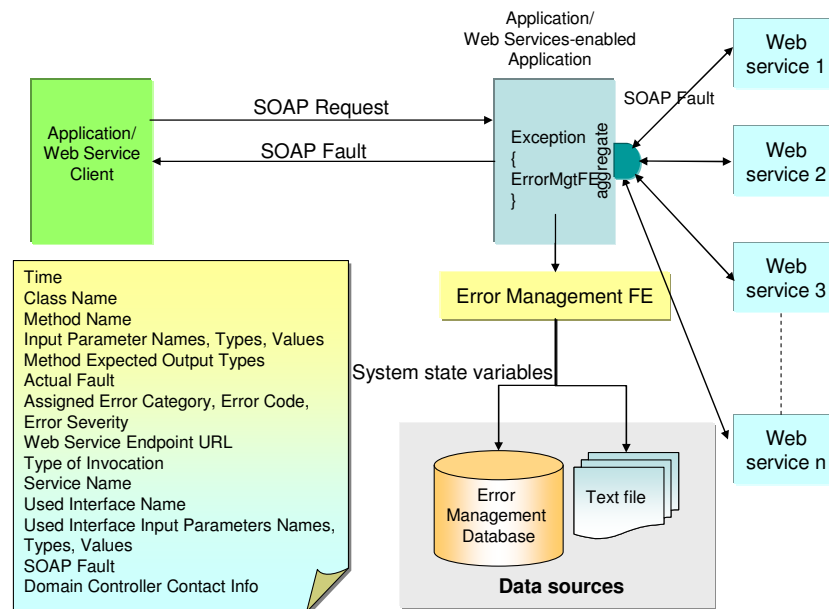 Application/
Web Services-enabled
Application
Web
service 1
SOAP Request
SOAP Fault
Application/
Web Service
Client
SOAP Fault
Exception
{
ErrorMgtFE
}
aggregate
Web
service 2
Web
service 3
Web
service n
Error Management FE
System state variables
Time
Class Name
Method Name
Input Parameter Names, Types, Values
Method Expected Output Types
Actual Fault
Assigned Error Category, Error Code,
Error Severity
Web Service Endpoint URL
Type of Invocation
Service Name
Used Interface Name
Used Interface Input Parameters Names,
Types, Values
SOAP Fault
Domain Controller Contact Info
Error
Management
Database
Text file
Data sources